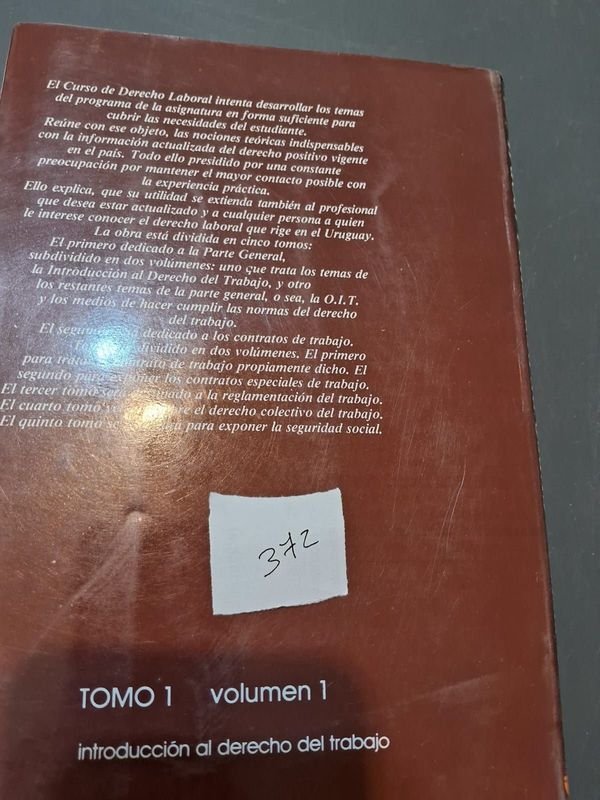 El Curso de Derecho Laboral intenta desarrollar los temas
del programa de la asignatura en forma suficiente para
cubrir las necesidades del estudiante.
Reúne con ese objeto, las nociones teóricas indispensables
con la información actualizada del derecho positivo vigente
en el país. Todo ello presidido por una constante
preocupación por mantener el mayor contacto posible con
la experiencia práctica.
Ello explica, que su utilidad se extienda también al profesional
que desea estar actualizado y a cualquier persona a quien
le interese conocer el derecho laboral que rige en el Uruguay.
La obra está dividida en cinco tomos:
El primero dedicado a la Parte General,
subdividido en dos volúmenes: uno que trata los temas de
la Introducción al Derecho del Trabajo, y otro
los restantes temas de la parte general, o sea, la O.I.T.
y los medios de hacer cumplir las normas del derecho
del trabajo.
El segundo dedicado a los contratos de trabajo.
dividido en dos volúmenes. El primero
para tratar contrato de trabajo propiamente dicho. El
segundo para exponer los contratos especiales de trabajo.
El tercer tomo a la reglamentación del trabajo.
El cuarto tomo el derecho colectivo del trabajo.
El quinto tomo para exponer la seguridad social.
372
TOMO 1 volumen 1
introducción al derecho del trabajo